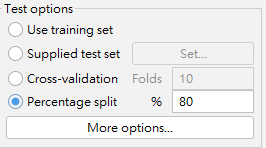 Test options
Use training set
Supplied test set Set...
Cross-validation Folds 10
Percentage split % 80
More options...